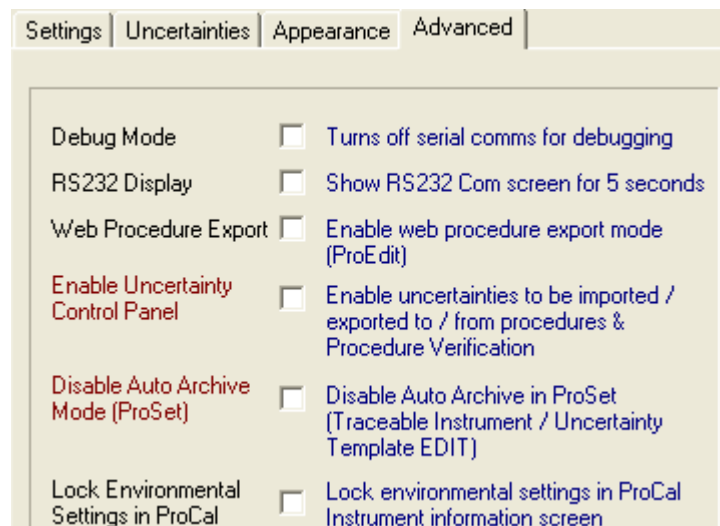 Settings Uncertainties Appearance Advanced
Debug Mode Turns off serial comms for debugging
RS232 Display Show RS232 Com screen for 5 seconds
Web Procedure Export Enable web procedure export mode
(ProEdit)
Enable Uncertainty
Control Panel
Enable uncertainties to be imported /
exported to / from procedures &
Procedure Verification
Disable Auto Archive
Mode (ProSet)
Disable Auto Archive in ProSet
(Traceable Instrument / Uncertainty
Template EDIT)
Lock Environmental
Settings in ProCal
Lock environmental settings in ProCal
Instrument information screen